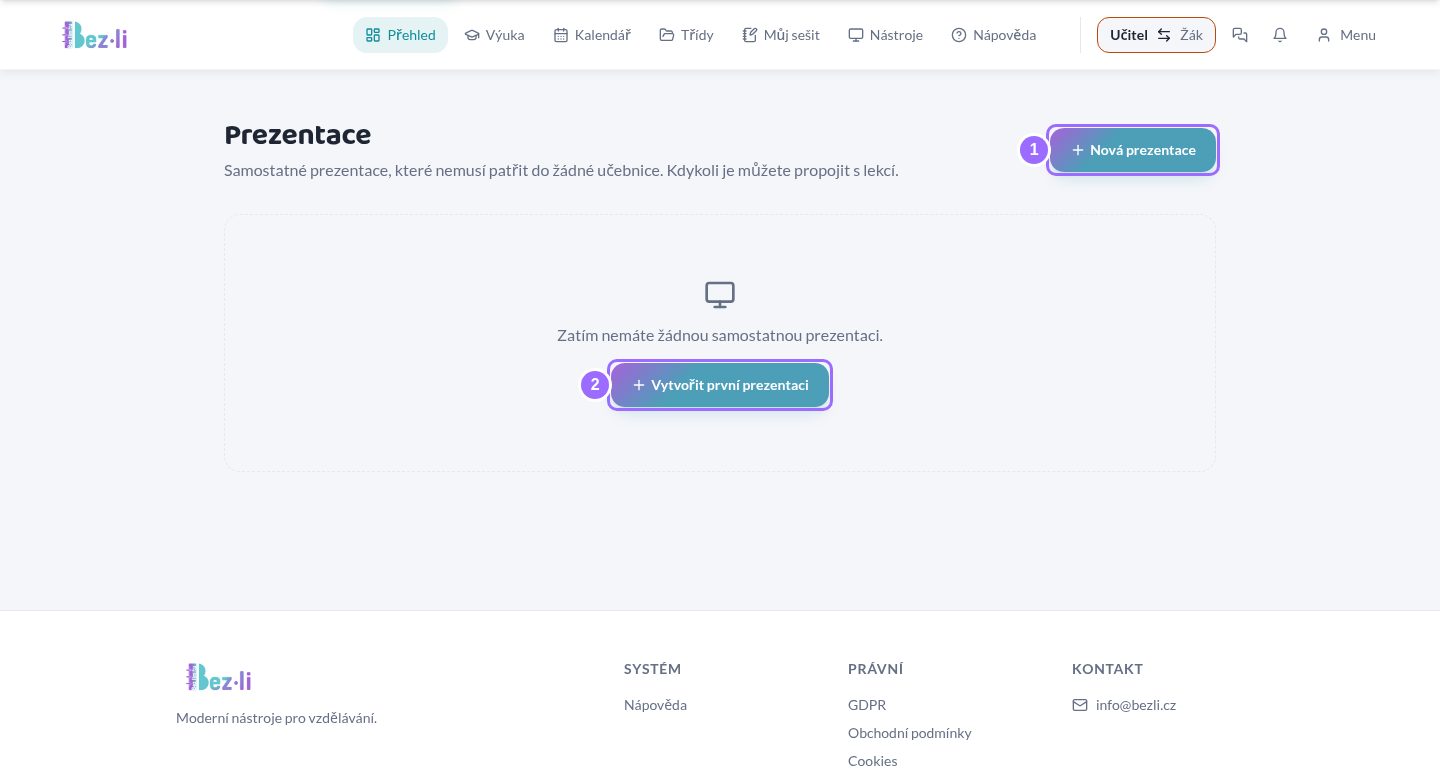 Bez·li
Přehled
Výuka
Kalendář
Třídy
Můj sešit
Nástroje
Nápověda
Učitel
Žák
Menu
Prezentace
Samostatné prezentace, které nemusí patřit do žádné učebnice. Kdykoli je můžete propojit s lekcí.
1
Nová prezentace
Zatím nemáte žádnou samostatnou prezentaci.
2
Vytvořit první prezentaci
Bez·li
Moderní nástroje pro vzdělávání.
SYSTÉM
Nápověda
PRÁVNÍ
GDPR
Obchodní podmínky
Cookies
KONTAKT
info@bezli.cz